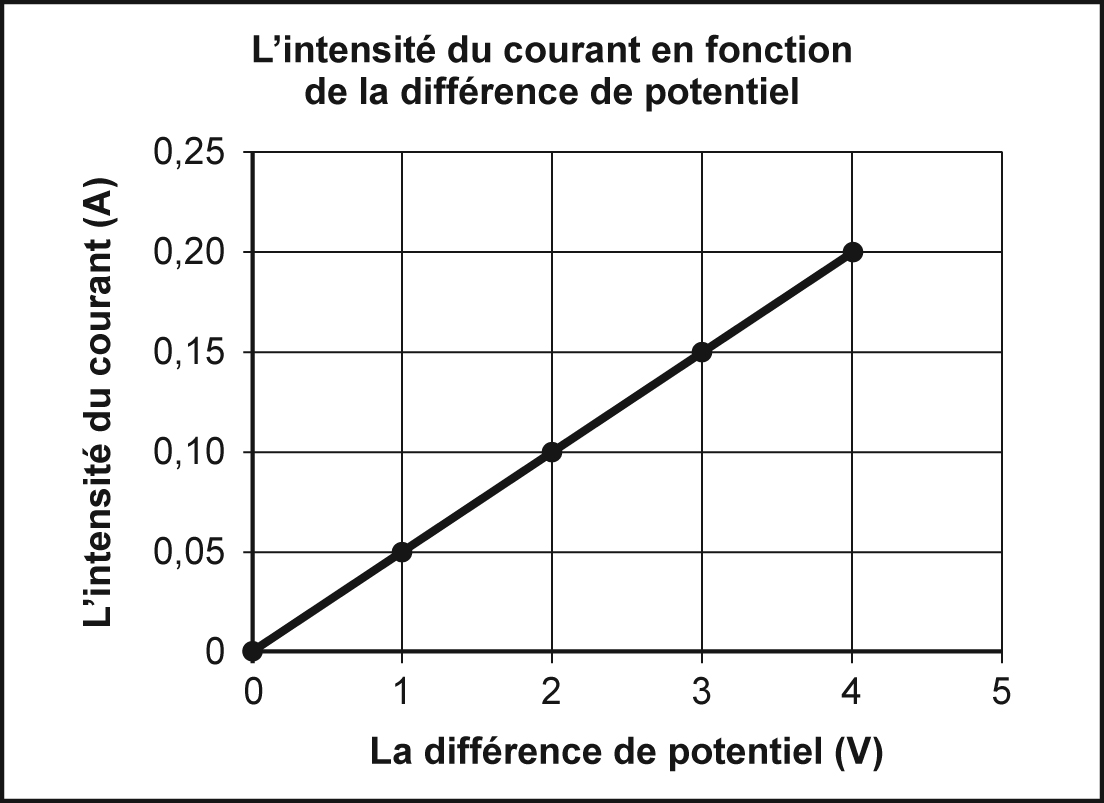 L’intensité du courant en fonction
de la différence de potentiel
L’intensité du courant (A)
0,25
0,20
0,15
0,10
0,05
0
0 1 2 3 4 5
La différence de potentiel (V)